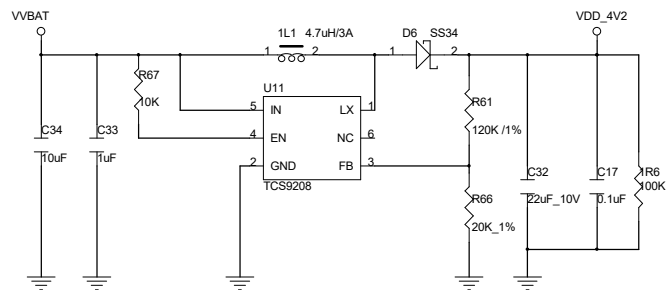 VVBAT
1L1 4.7uH/3A
D6 SS34
VDD_4V2
1 2
1 2
R67
10K
U11
5 IN LX 1
4 EN NC 6
2 GND FB 3
TCS9208
R61
120K /1%
R66
20K_1%
C34
10uF
C33
1uF
C32
22uF_10V
C17
0.1uF
1R6
100K